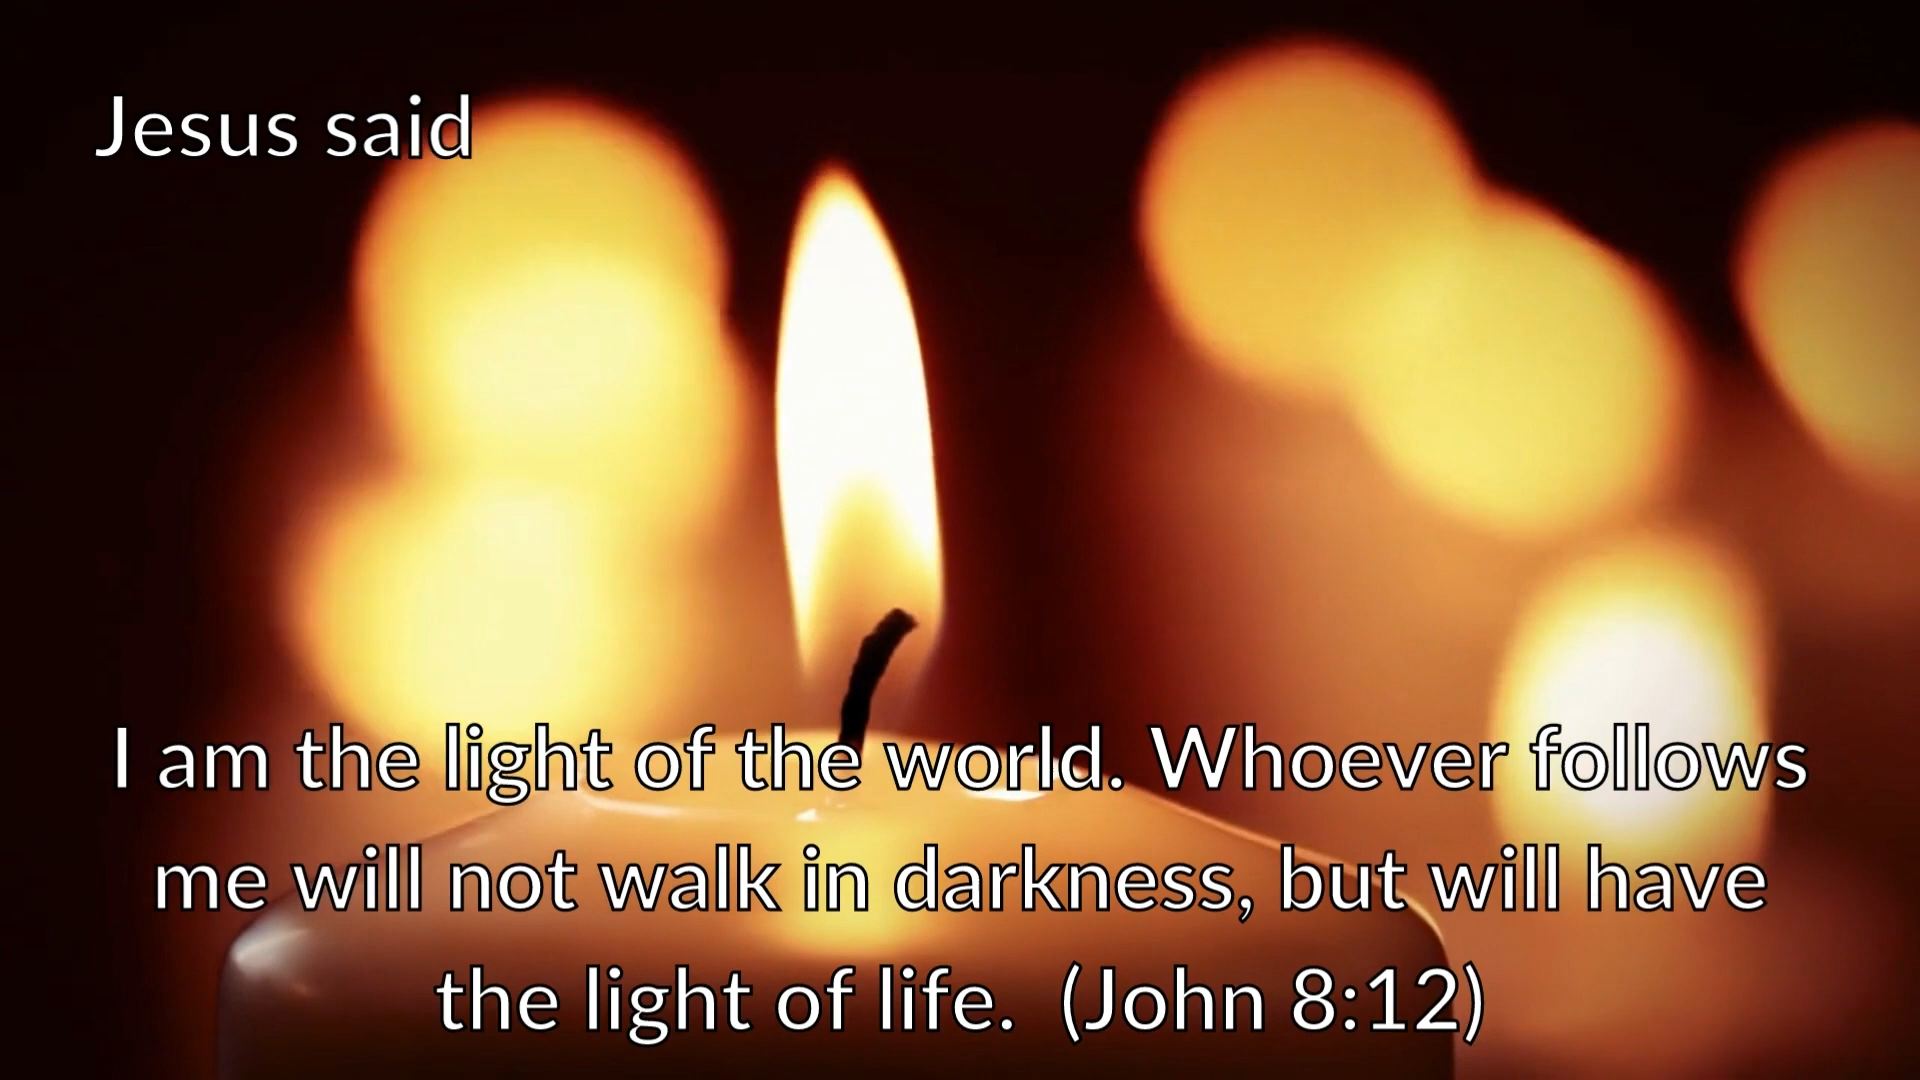 Jesus said
I am the light of the world. Whoever follows
me will not walk in darkness, but will have
the light of life.  (John 8:12)